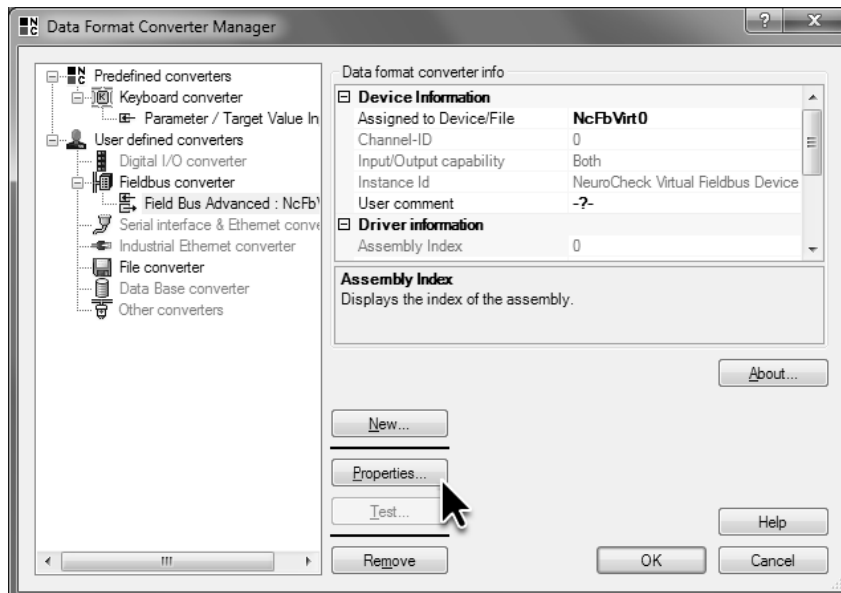 Data Format Converter Manager
Predefined converters
Keyboard converter
Parameter / Target Value In
User defined converters
Digital I/O converter
Fieldbus converter
Field Bus Advanced : NcFb
Serial interface & Ethernet conve
Industrial Ethernet converter
File converter
Data Base converter
Other converters
Data format converter info
Device Information
Assigned to Device/File NcFbVirt0
Channel-ID 0
Input/Output capability Both
Instance Id NeuroCheck Virtual Fieldbus Device
User comment -?-
Driver information
Assembly Index 0
Assembly Index
Displays the index of the assembly.
About...
New...
Properties...
Test...
Remove
Help
OK Cancel